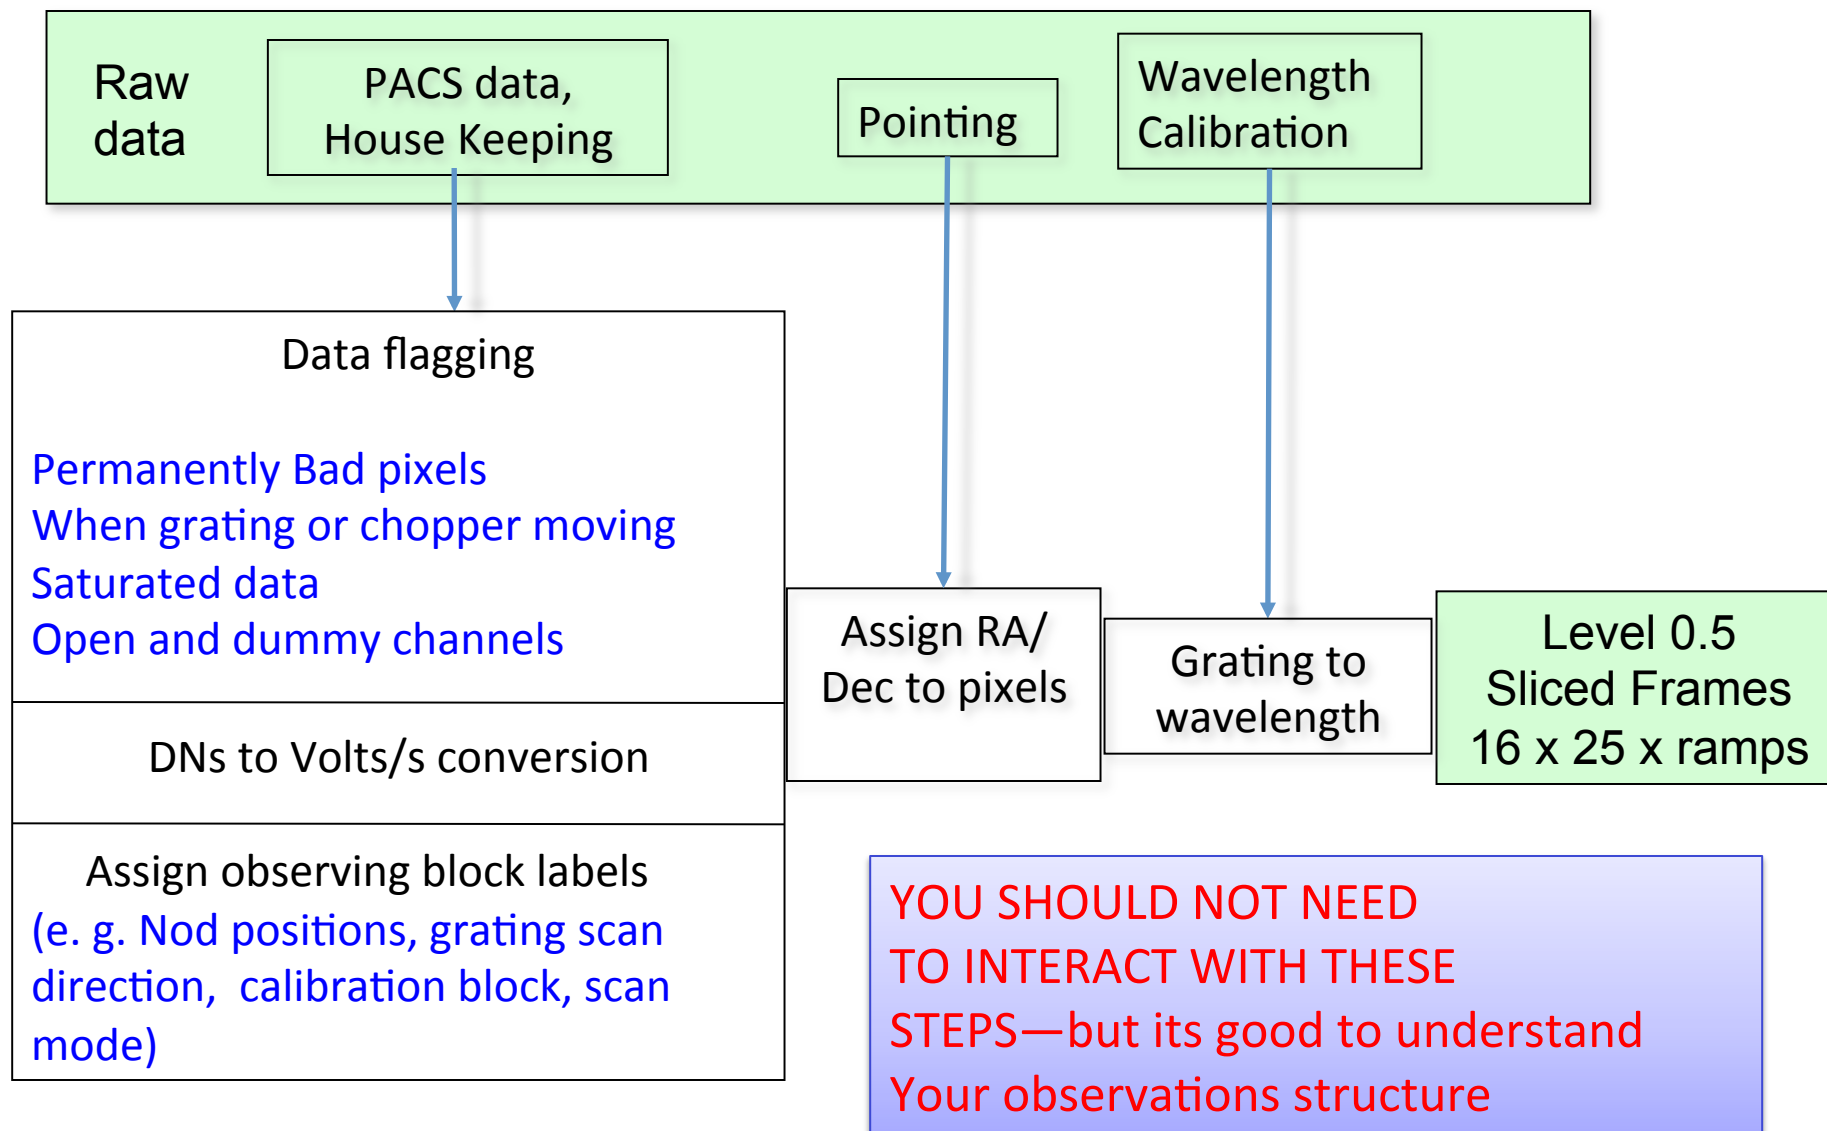 Raw
data
PACS data,
House Keeping
Pointing
Wavelength
Calibration
Data flagging
Permanently Bad pixels
When grating or chopper moving
Saturated data
Open and dummy channels
DNs to Volts/s conversion
Assign observing block labels
(e. g. Nod positions, grating scan
direction,  calibration block, scan
mode)
Assign RA/
Dec to pixels
Grating to
wavelength
Level 0.5
Sliced Frames
16 x 25 x ramps
YOU SHOULD NOT NEED
TO INTERACT WITH THESE
STEPS—but its good to understand
Your observations structure